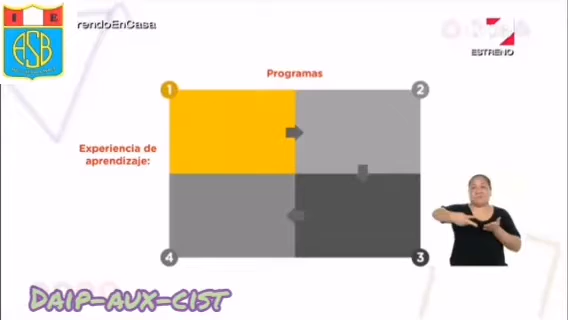 I E
ASB
rendoEnCasa
ESTRENO
Programas
1
2
Experiencia de
aprendizaje:
4
3
Daip-aux-cist